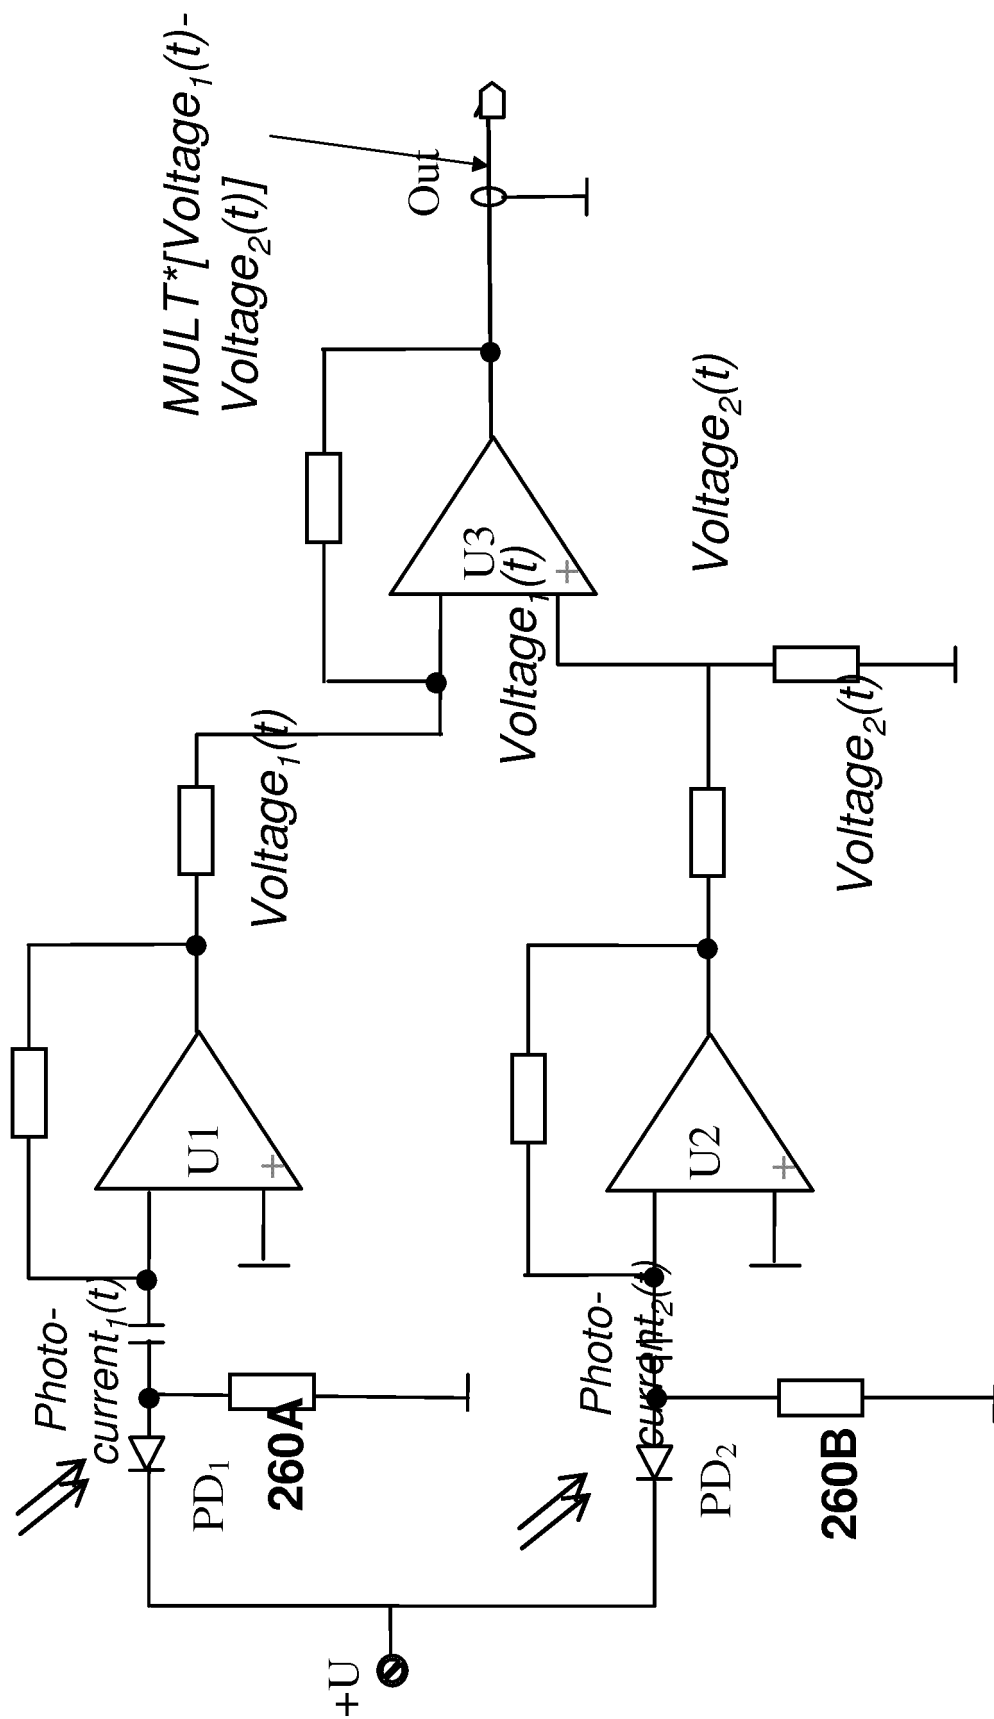 MULT*[Voltage₁(t)-
Voltage₂(t)]
Out
U3
+
Voltage₁(t)
Voltage₂(t)
Voltage₁(t)
Voltage₂(t)
U1
+
U2
+
Photo-
current₁(t)
Photo-
current₂(t)
PD₁
260A
PD₂
260B
+U